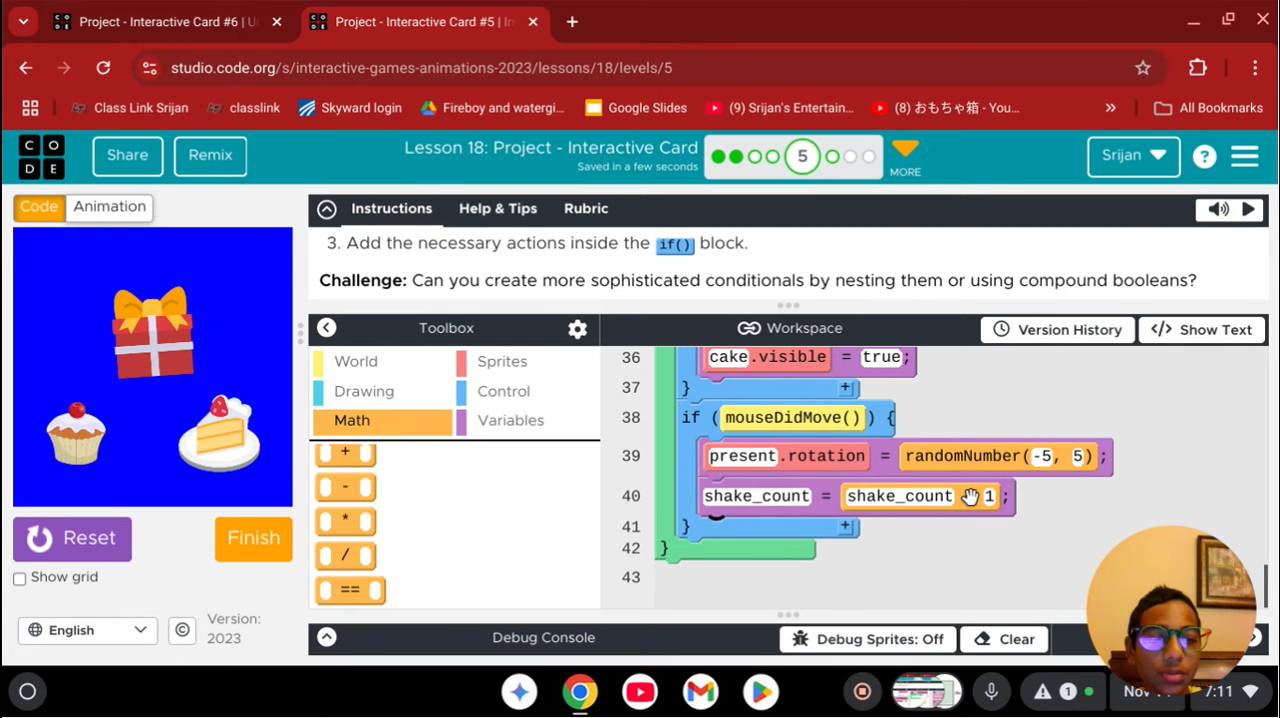 Project - Interactive Card #6 | U
Project - Interactive Card #5 | In
studio.code.org/s/interactive-games-animations-2023/lessons/18/levels/5
Class Link Srijan
classlink
Skyward login
Fireboy and watergi...
Google Slides
(9) Srijan's Entertain...
(8) おもちゃ箱 - You...
All Bookmarks
C O
D E
Share
Remix
Lesson 18: Project - Interactive Card
Saved in a few seconds
5
MORE
Srijan
?
Code
Animation
Instructions
Help & Tips
Rubric
3. Add the necessary actions inside the if() block.
Challenge: Can you create more sophisticated conditionals by nesting them or using compound booleans?
Toolbox
Workspace
Version History
</> Show Text
World
Sprites
Drawing
Control
Math
Variables
+
-
*
/
==
36 cake.visible = true;
37 } +
38 if ( mouseDidMove() ) {
39 present.rotation = randomNumber(-5, 5);
40 shake_count = shake_count 1;
41 } +
42 }
43
Reset
Finish
Show grid
English
©
Version:
2023
Debug Console
Debug Sprites: Off
Clear
1
Nov
7:11